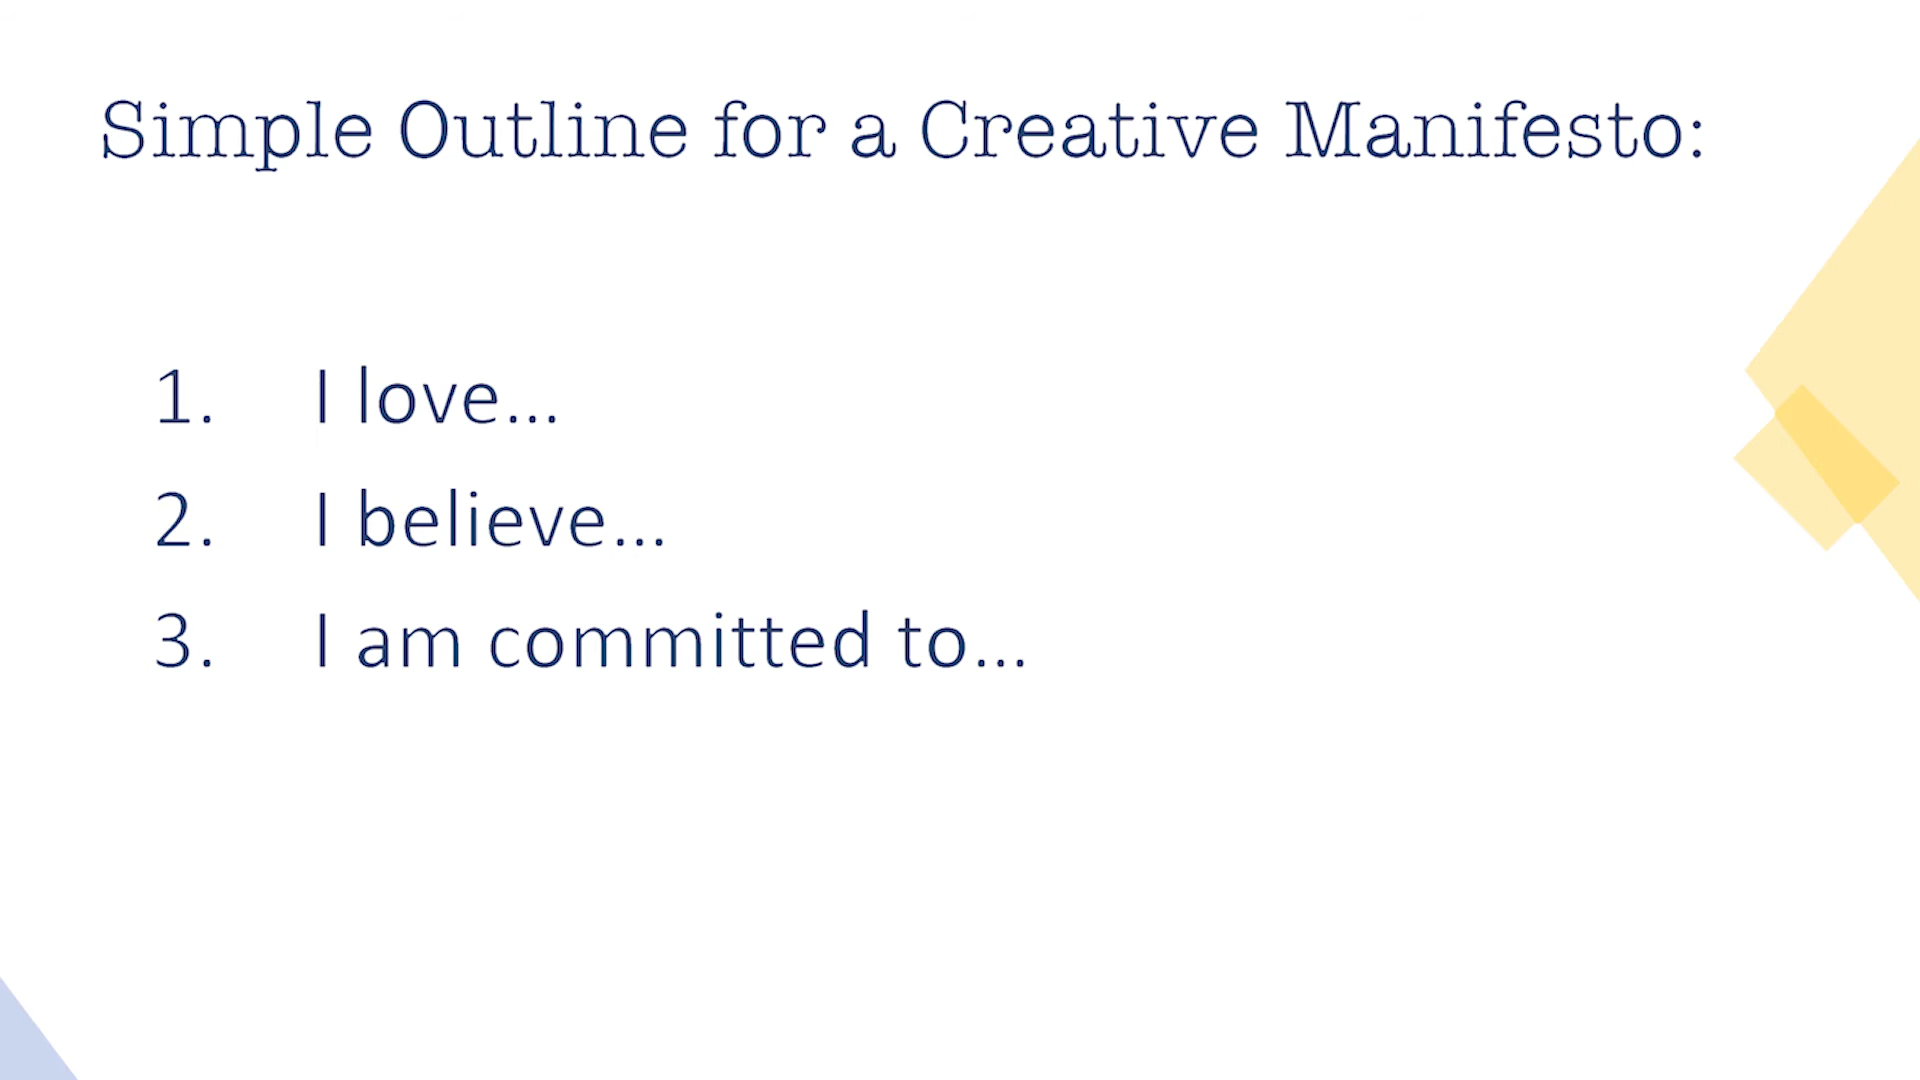 Simple Outline for a Creative Manifesto:
1. I love...
2. I believe...
3. I am committed to...